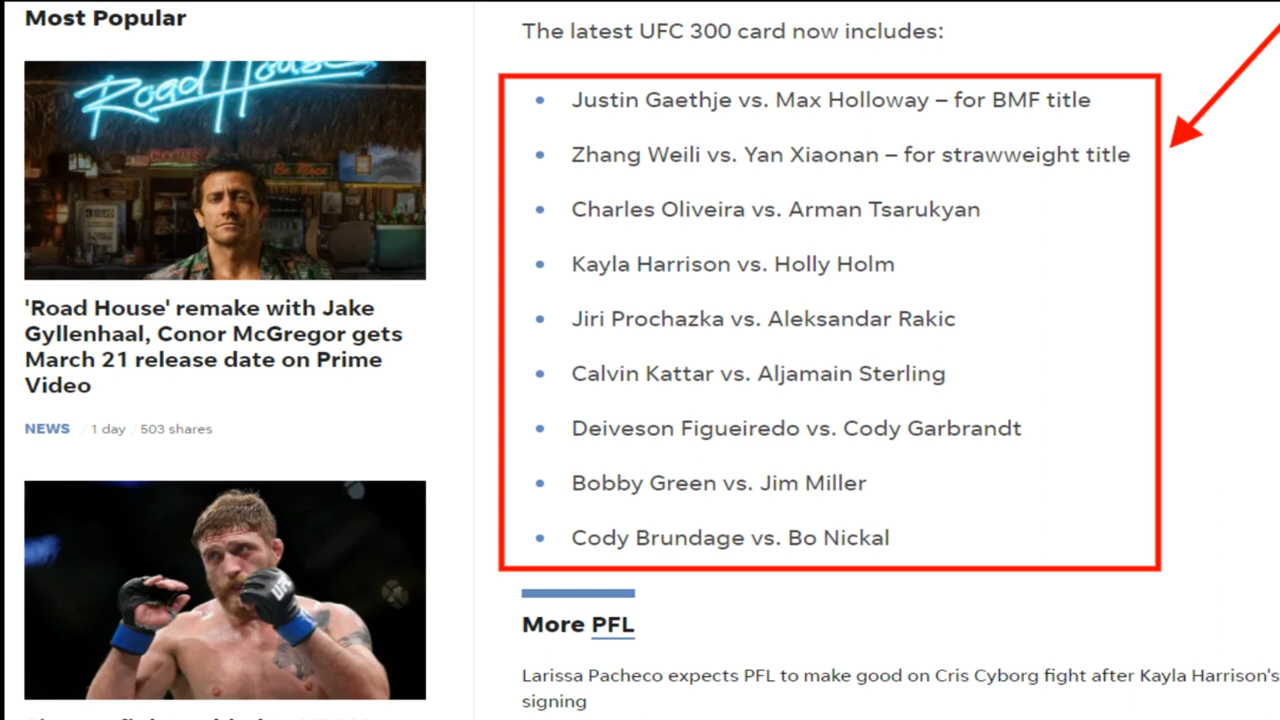 Most Popular
Road House
Be Nice
'Road House' remake with Jake
Gyllenhaal, Conor McGregor gets
March 21 release date on Prime
Video
NEWS / 1 day / 503 shares
The latest UFC 300 card now includes:
• Justin Gaethje vs. Max Holloway – for BMF title
• Zhang Weili vs. Yan Xiaonan – for strawweight title
• Charles Oliveira vs. Arman Tsarukyan
• Kayla Harrison vs. Holly Holm
• Jiri Prochazka vs. Aleksandar Rakic
• Calvin Kattar vs. Aljamain Sterling
• Deiveson Figueiredo vs. Cody Garbrandt
• Bobby Green vs. Jim Miller
• Cody Brundage vs. Bo Nickal
More PFL
Larissa Pacheco expects PFL to make good on Cris Cyborg fight after Kayla Harrison's
signing